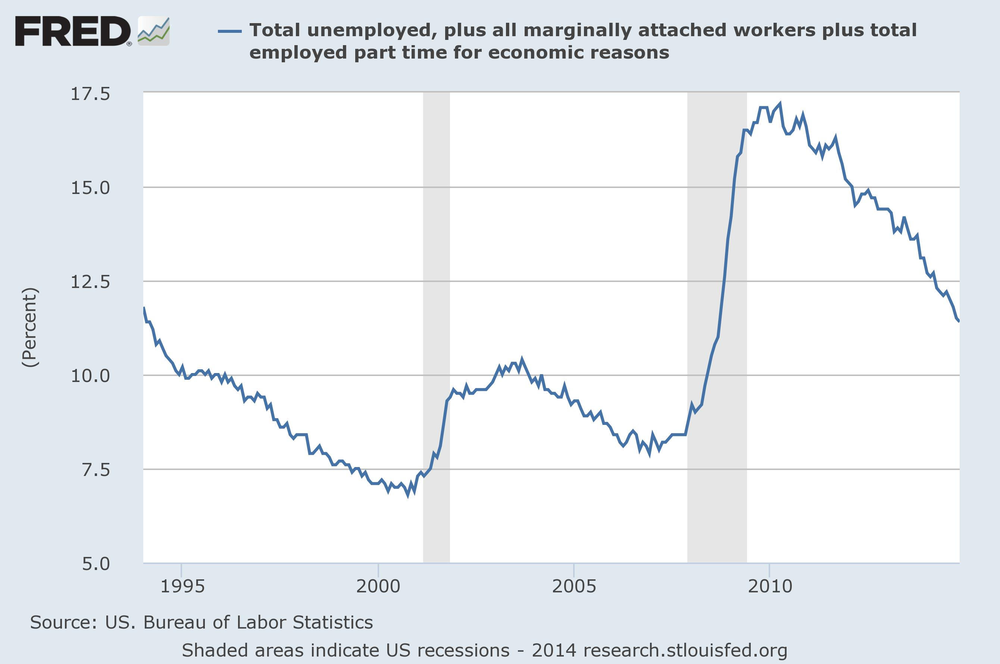 FRED®
Total unemployed, plus all marginally attached workers plus total
employed part time for economic reasons
17.5
15.0
12.5
10.0
7.5
5.0
(Percent)
1995 2000 2005 2010
Source: US. Bureau of Labor Statistics
Shaded areas indicate US recessions - 2014 research.stlouisfed.org